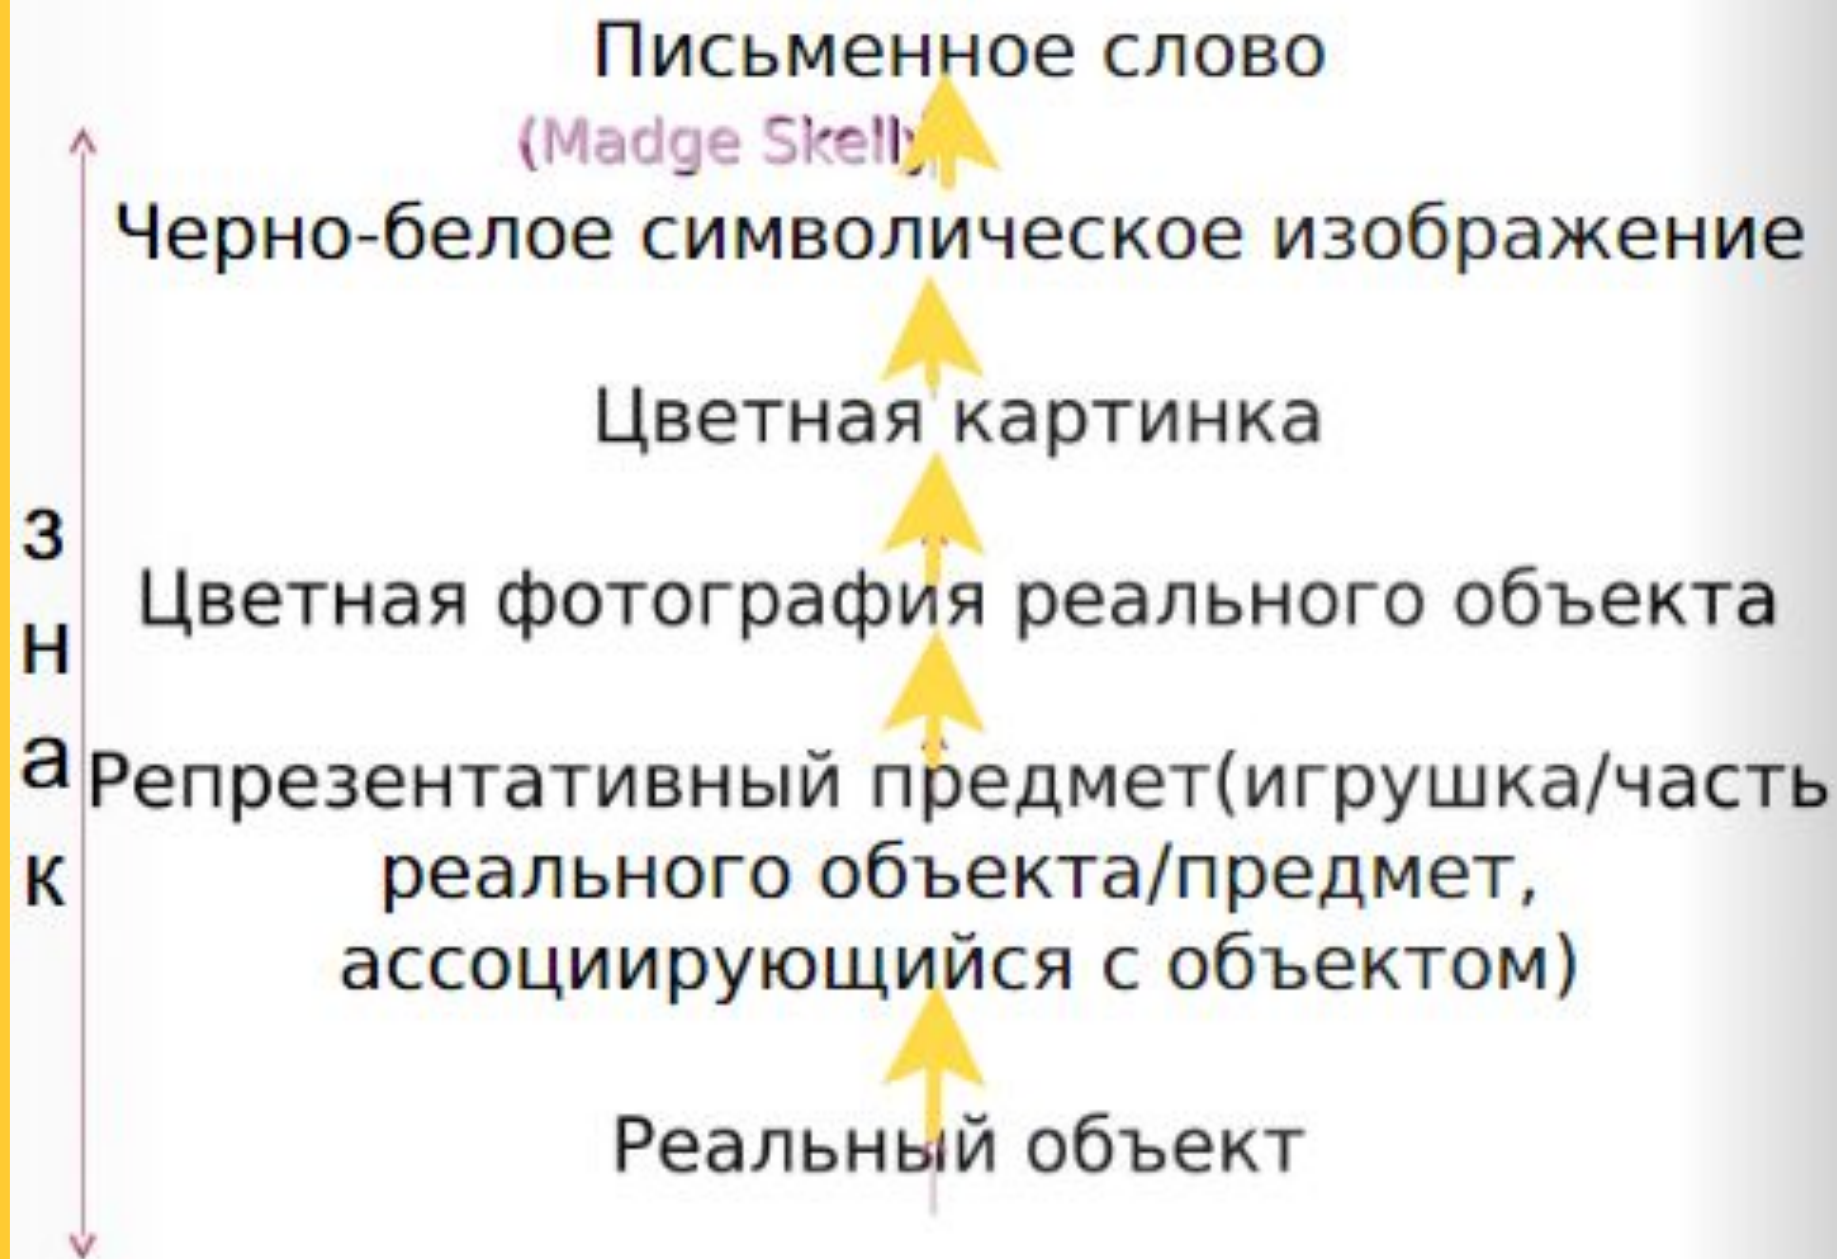 Письменное слово
(Madge Skelly
Черно-белое символическое изображение
Цветная картинка
Цветная фотография реального объекта
Репрезентативный предмет(игрушка/часть
реального объекта/предмет,
ассоциирующийся с объектом)
Реальный объект
з
н
а
к